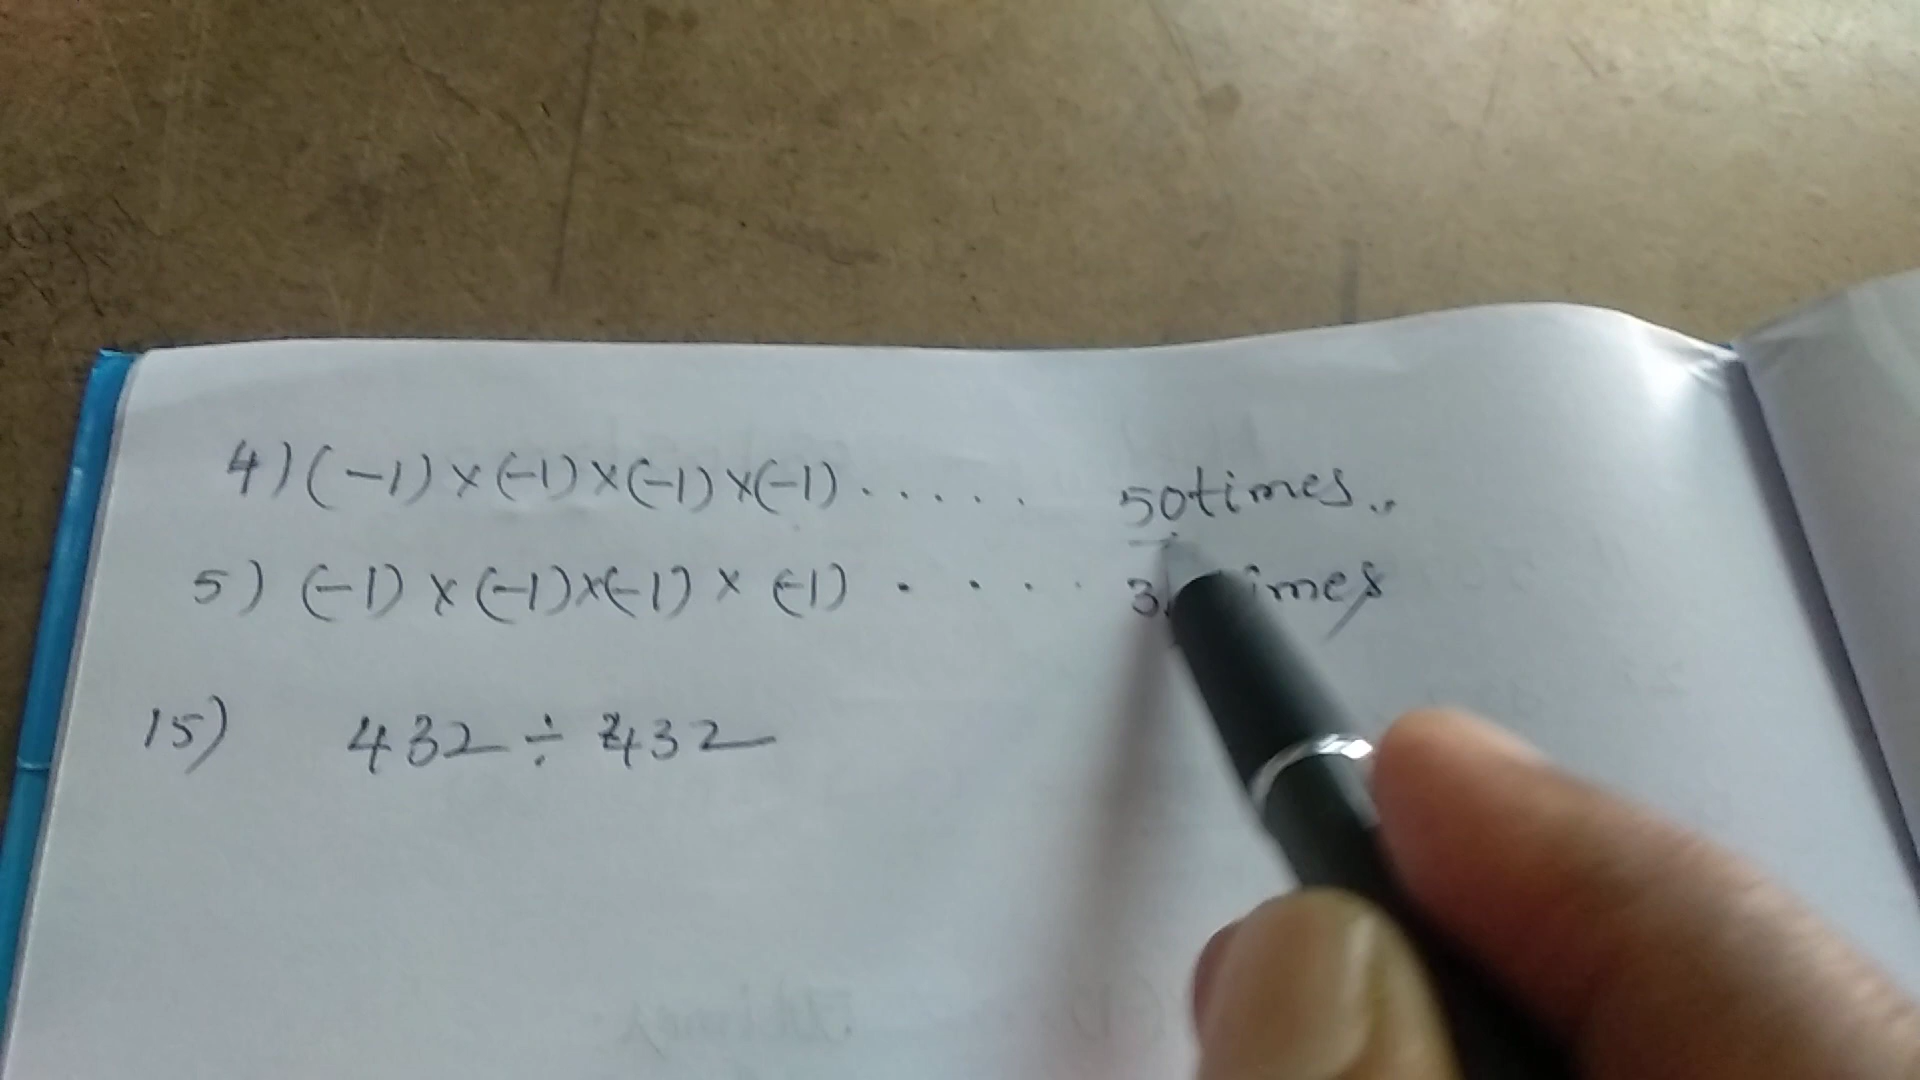 4) (-1) × (-1) × (-1) × (-1) . . . . . 50times..
5) (-1) × (-1) × (-1) × (-1) . . . .
15) 432 ÷ 432